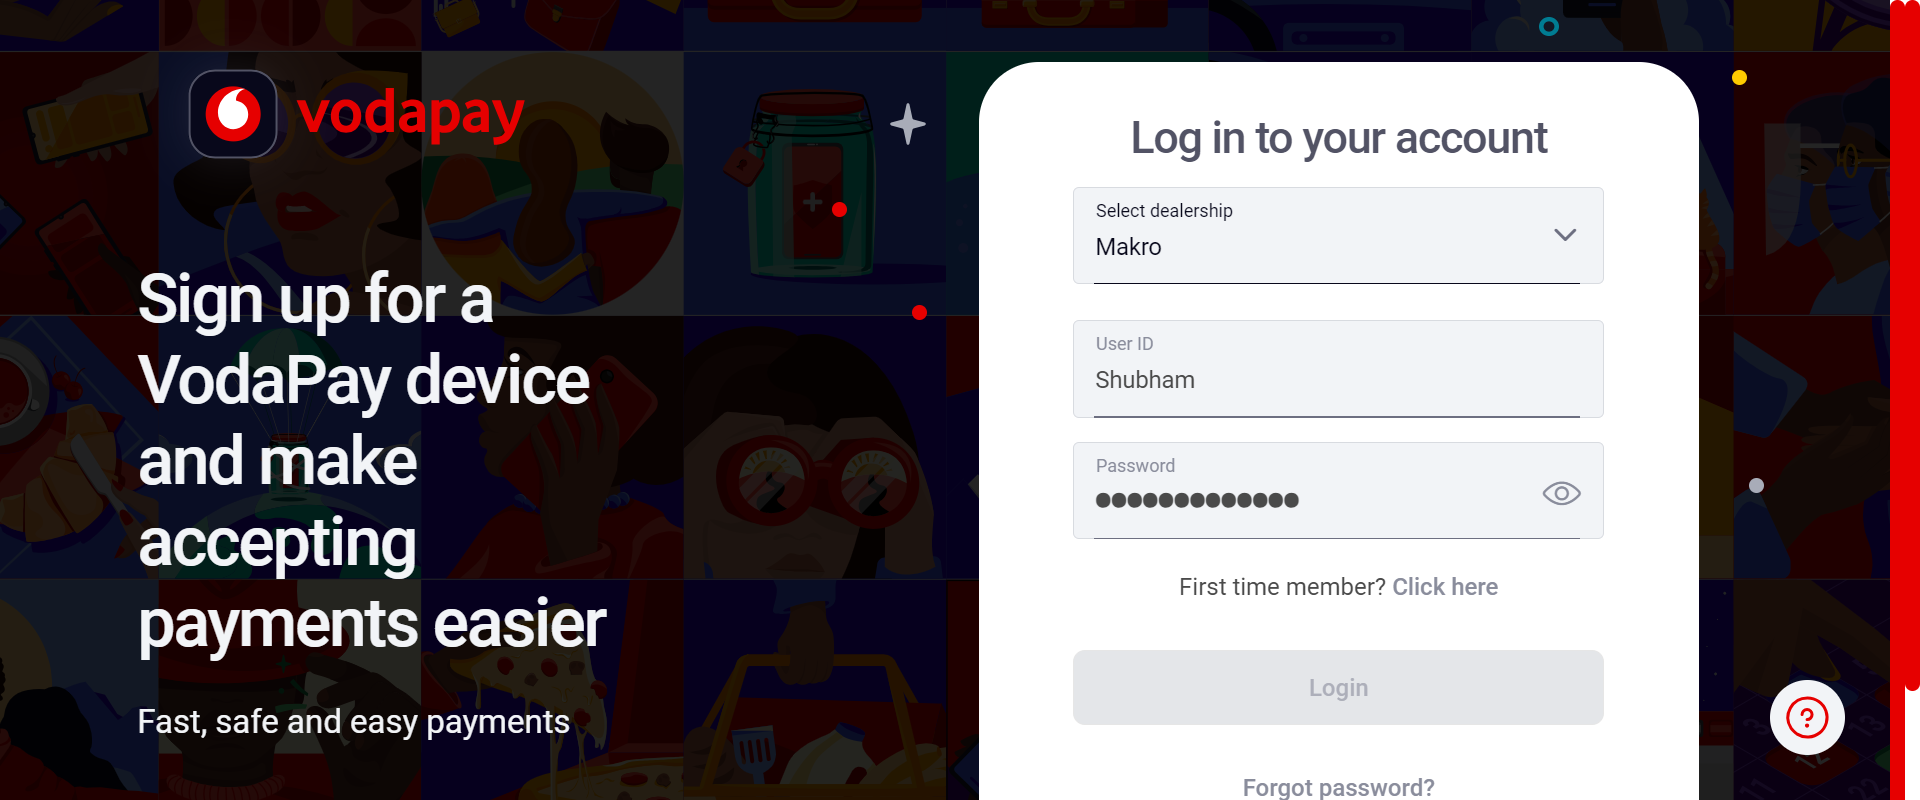 vodapay
Sign up for a
VodaPay device
and make
accepting
payments easier
Fast, safe and easy payments
Log in to your account
Select dealership
Makro
User ID
Shubham
Password
First time member? Click here
Login
Forgot password?